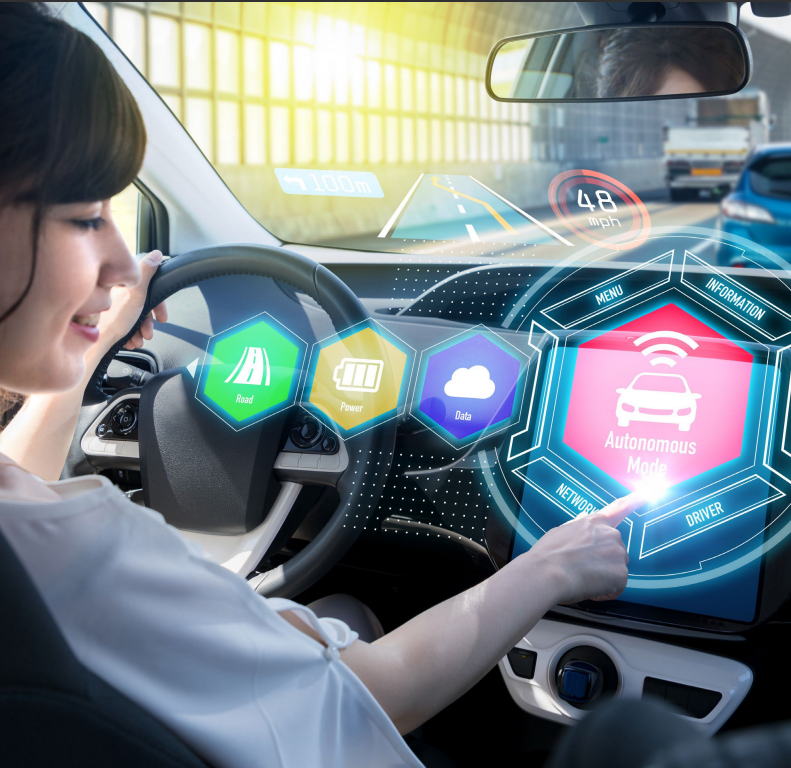 100m
48
mph
MENU
INFORMATION
Road
Power
Data
Autonomous
Mode
NETWORK
DRIVER